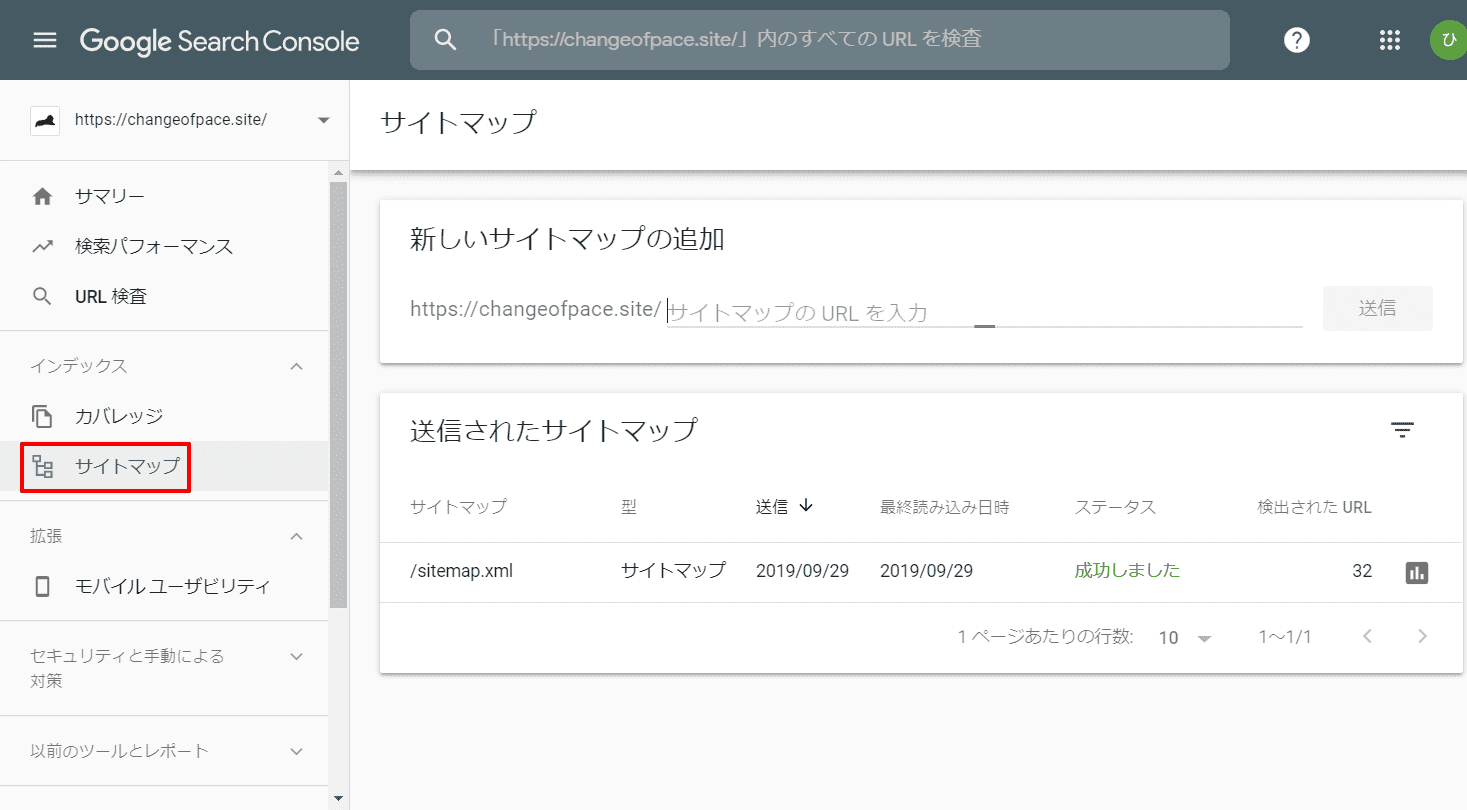 Google Search Console
「https://changeofpace.site/」内のすべての URL を検査
?
ひ
https://changeofpace.site/
サマリー
検索パフォーマンス
URL 検査
インデックス
カバレッジ
サイトマップ
拡張
モバイル ユーザビリティ
セキュリティと手動による
対策
以前のツールとレポート
サイトマップ
新しいサイトマップの追加
https://changeofpace.site/ サイトマップの URL を入力 送信
送信されたサイトマップ
サイトマップ 型 送信 最終読み込み日時 ステータス 検出された URL
/sitemap.xml サイトマップ 2019/09/29 2019/09/29 成功しました 32
1 ページあたりの行数: 10 1~1/1